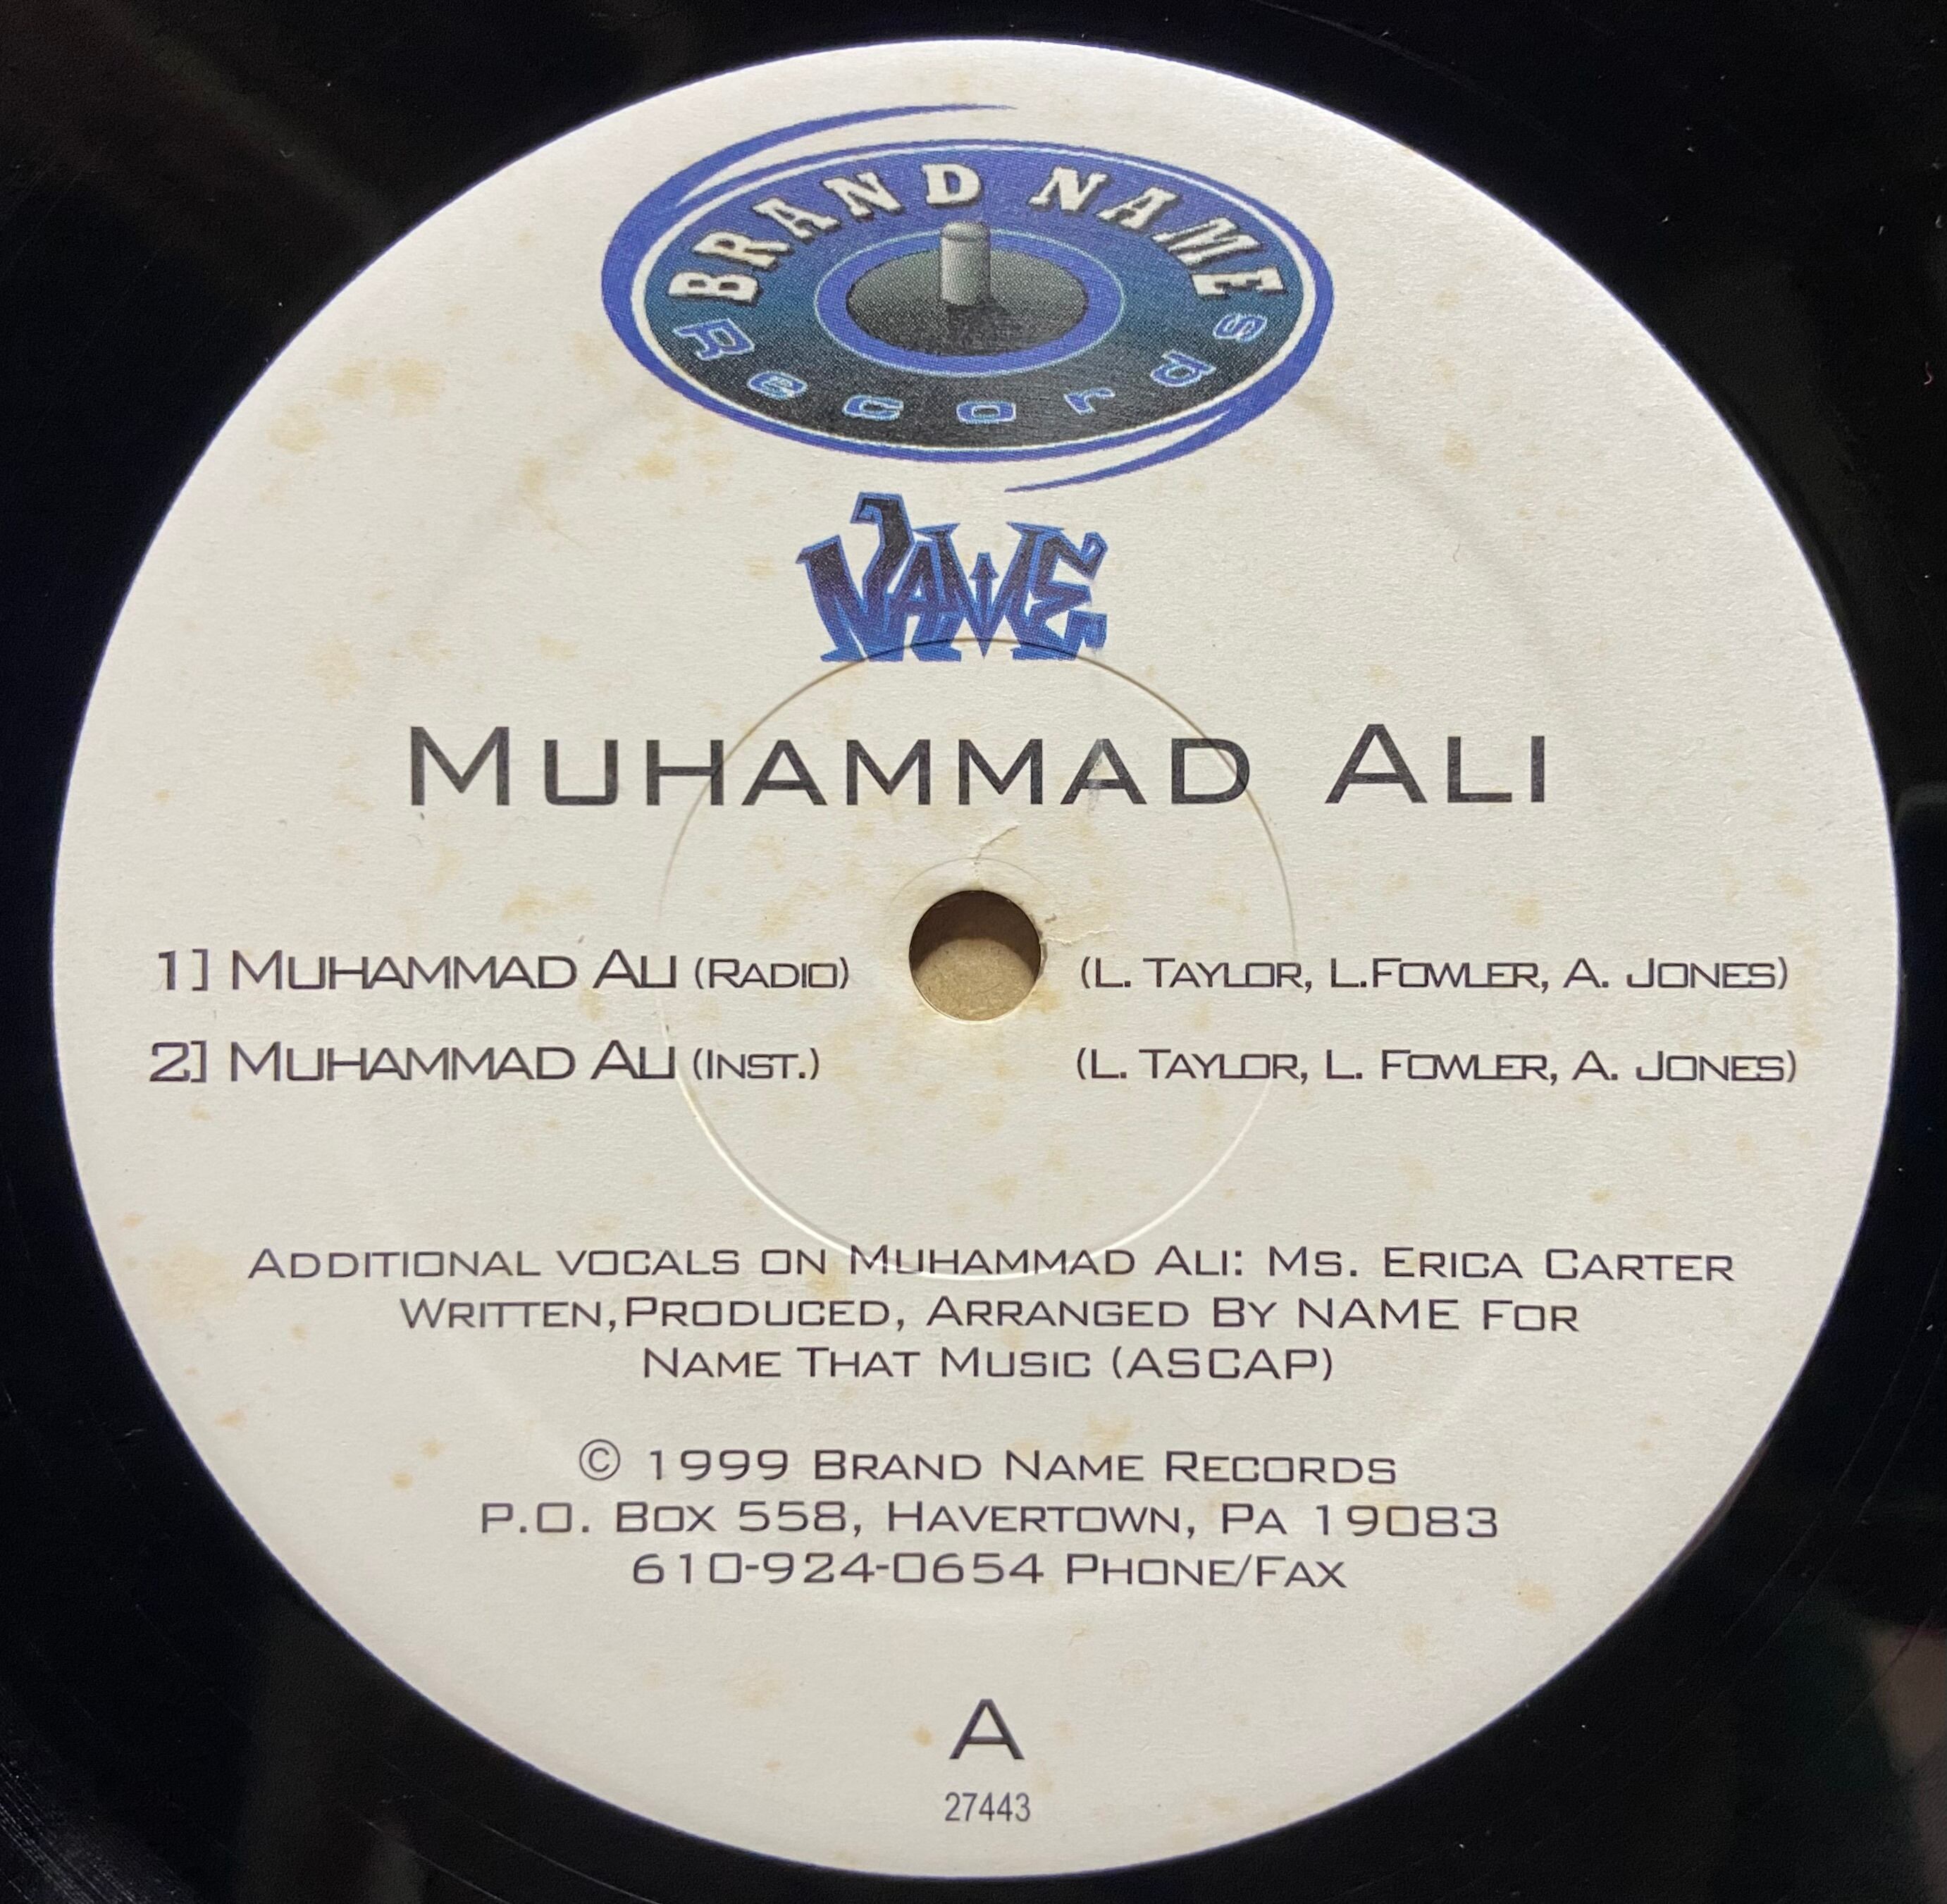 BRAND NAME
Records
NAME
MUHAMMAD ALI
1] MUHAMMAD ALI (RADIO) (L. TAYLOR, L.FOWLER, A. JONES)
2] MUHAMMAD ALI (INST.) (L. TAYLOR, L. FOWLER, A. JONES)
ADDITIONAL VOCALS ON MUHAMMAD ALI: MS. ERICA CARTER
WRITTEN,PRODUCED, ARRANGED BY NAME FOR
NAME THAT MUSIC (ASCAP)
© 1999 BRAND NAME RECORDS
P.O. BOX 558, HAVERTOWN, PA 19083
610-924-0654 PHONE/FAX
A
27443